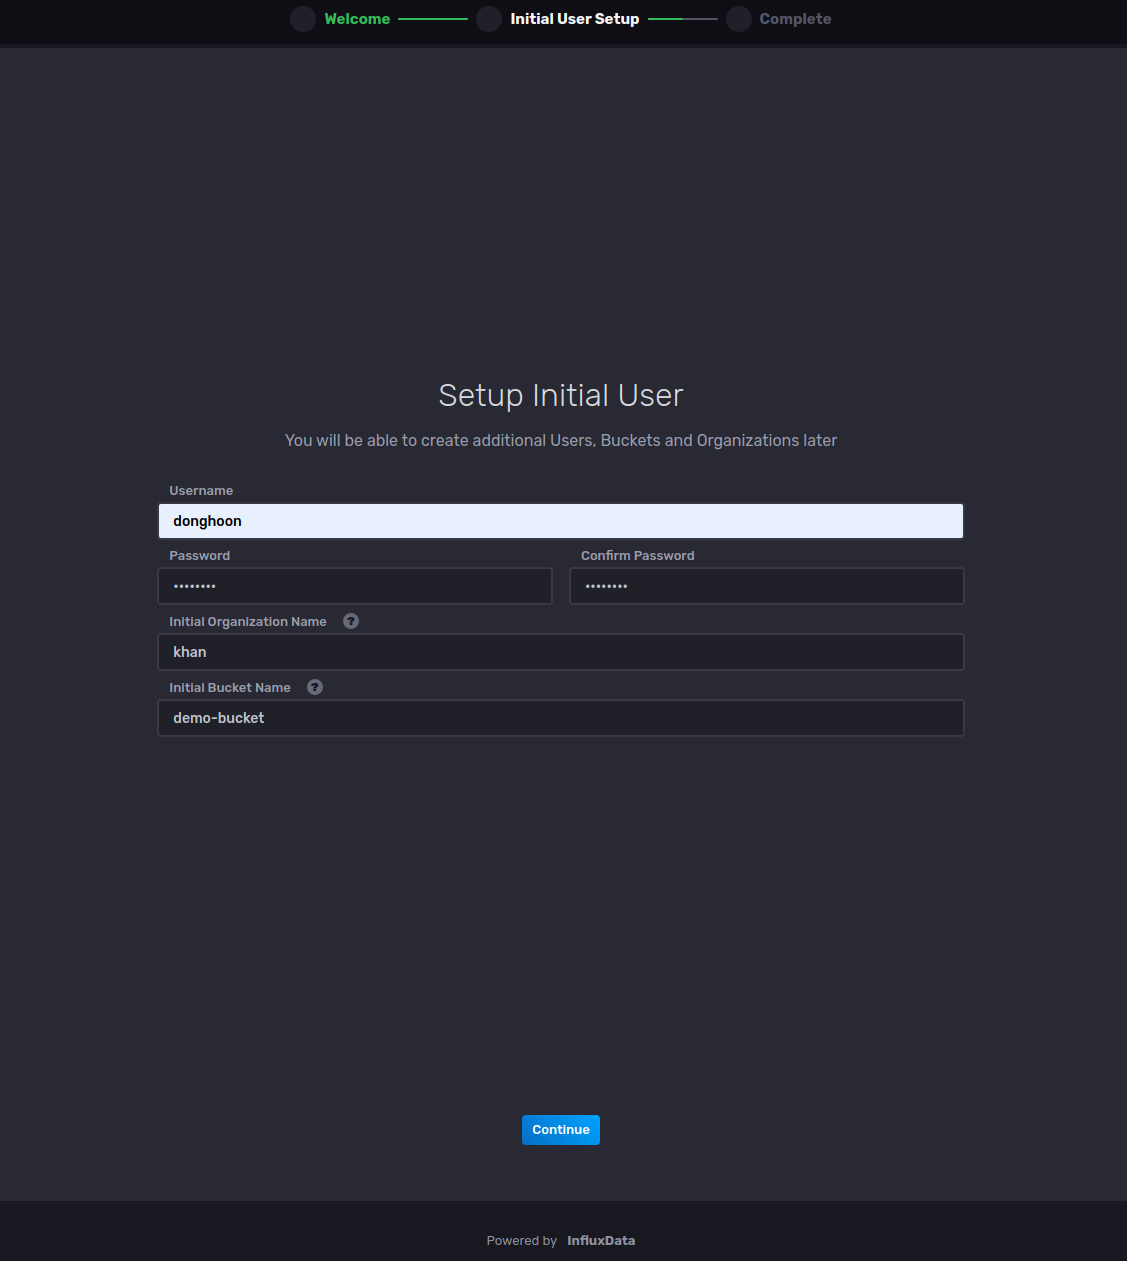 Welcome Initial User Setup Complete
Setup Initial User
You will be able to create additional Users, Buckets and Organizations later
Username
donghoon
Password Confirm Password
•••••••• ••••••••
Initial Organization Name ?
khan
Initial Bucket Name ?
demo-bucket
Continue
Powered by InfluxData